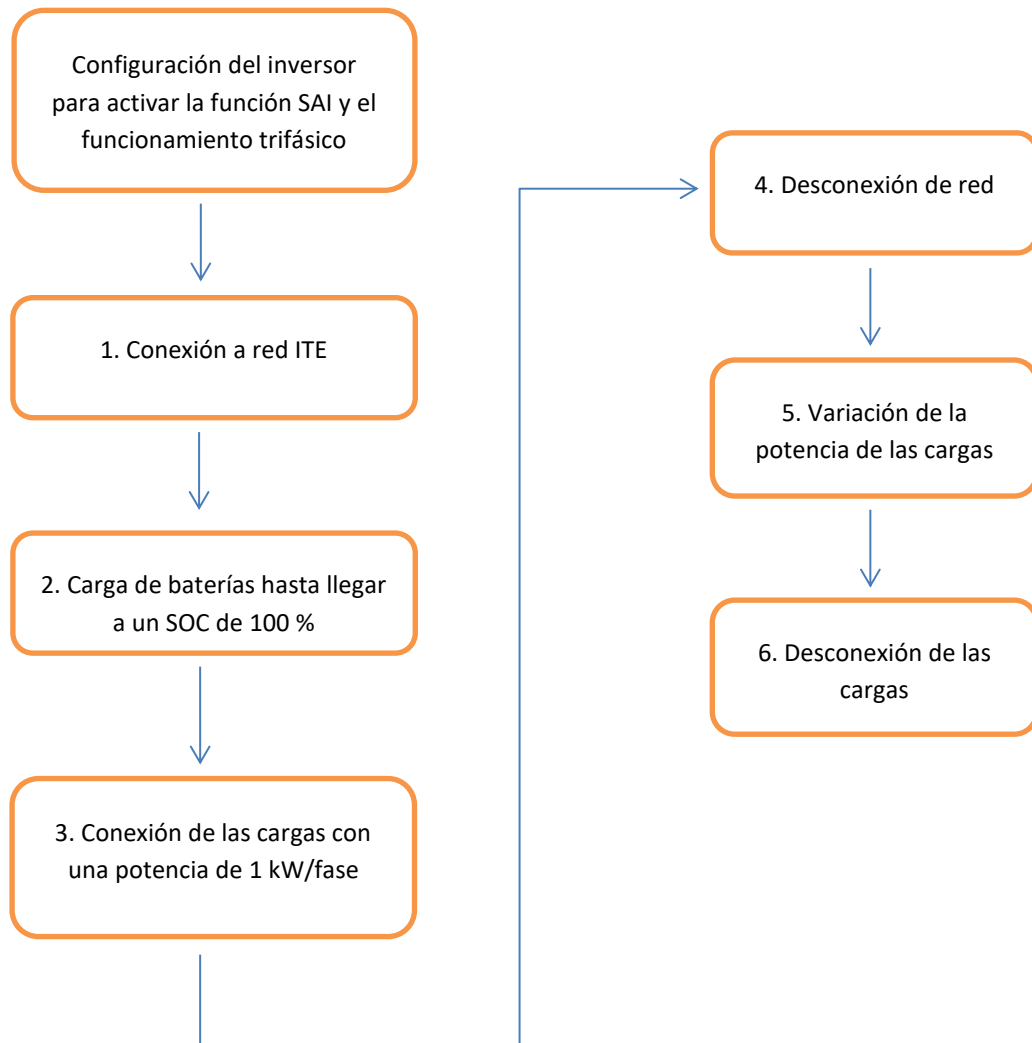 Configuración del inversor
para activar la función SAI y el
funcionamiento trifásico
1. Conexión a red ITE
2. Carga de baterías hasta llegar
a un SOC de 100 %
3. Conexión de las cargas con
una potencia de 1 kW/fase
4. Desconexión de red
5. Variación de la
potencia de las cargas
6. Desconexión de las
cargas